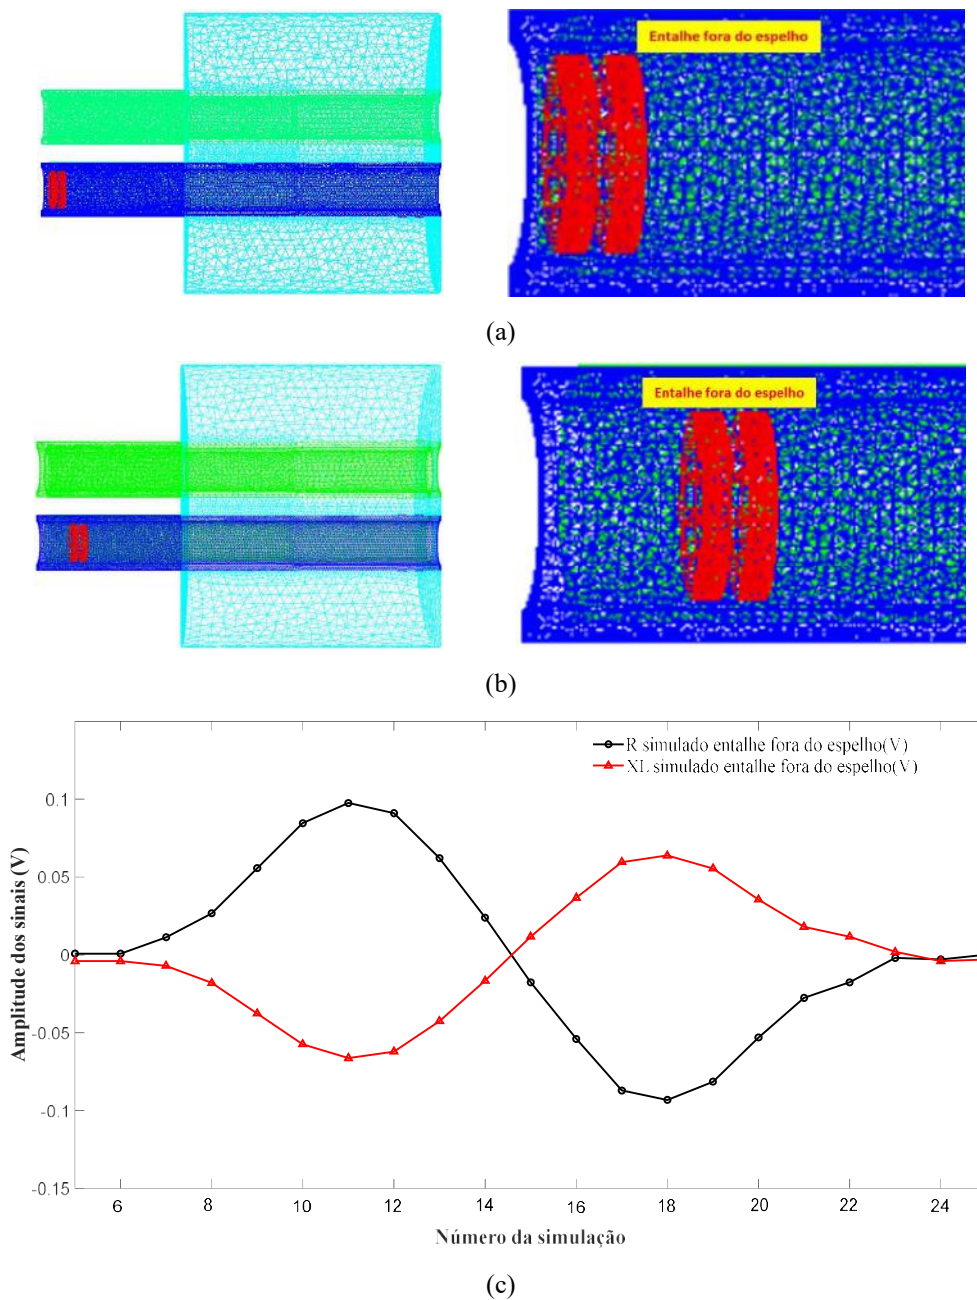 Entalhe fora do espelho
(a)
Entalhe fora do espelho
(b)
R simulado entalhe fora do espelho(V)
XL simulado entalhe fora do espelho(V)
0.1
0.05
0
-0.05
-0.1
-0.15
Amplitude dos sinais (V)
6 8 10 12 14 16 18 20 22 24
Número da simulação
(c)